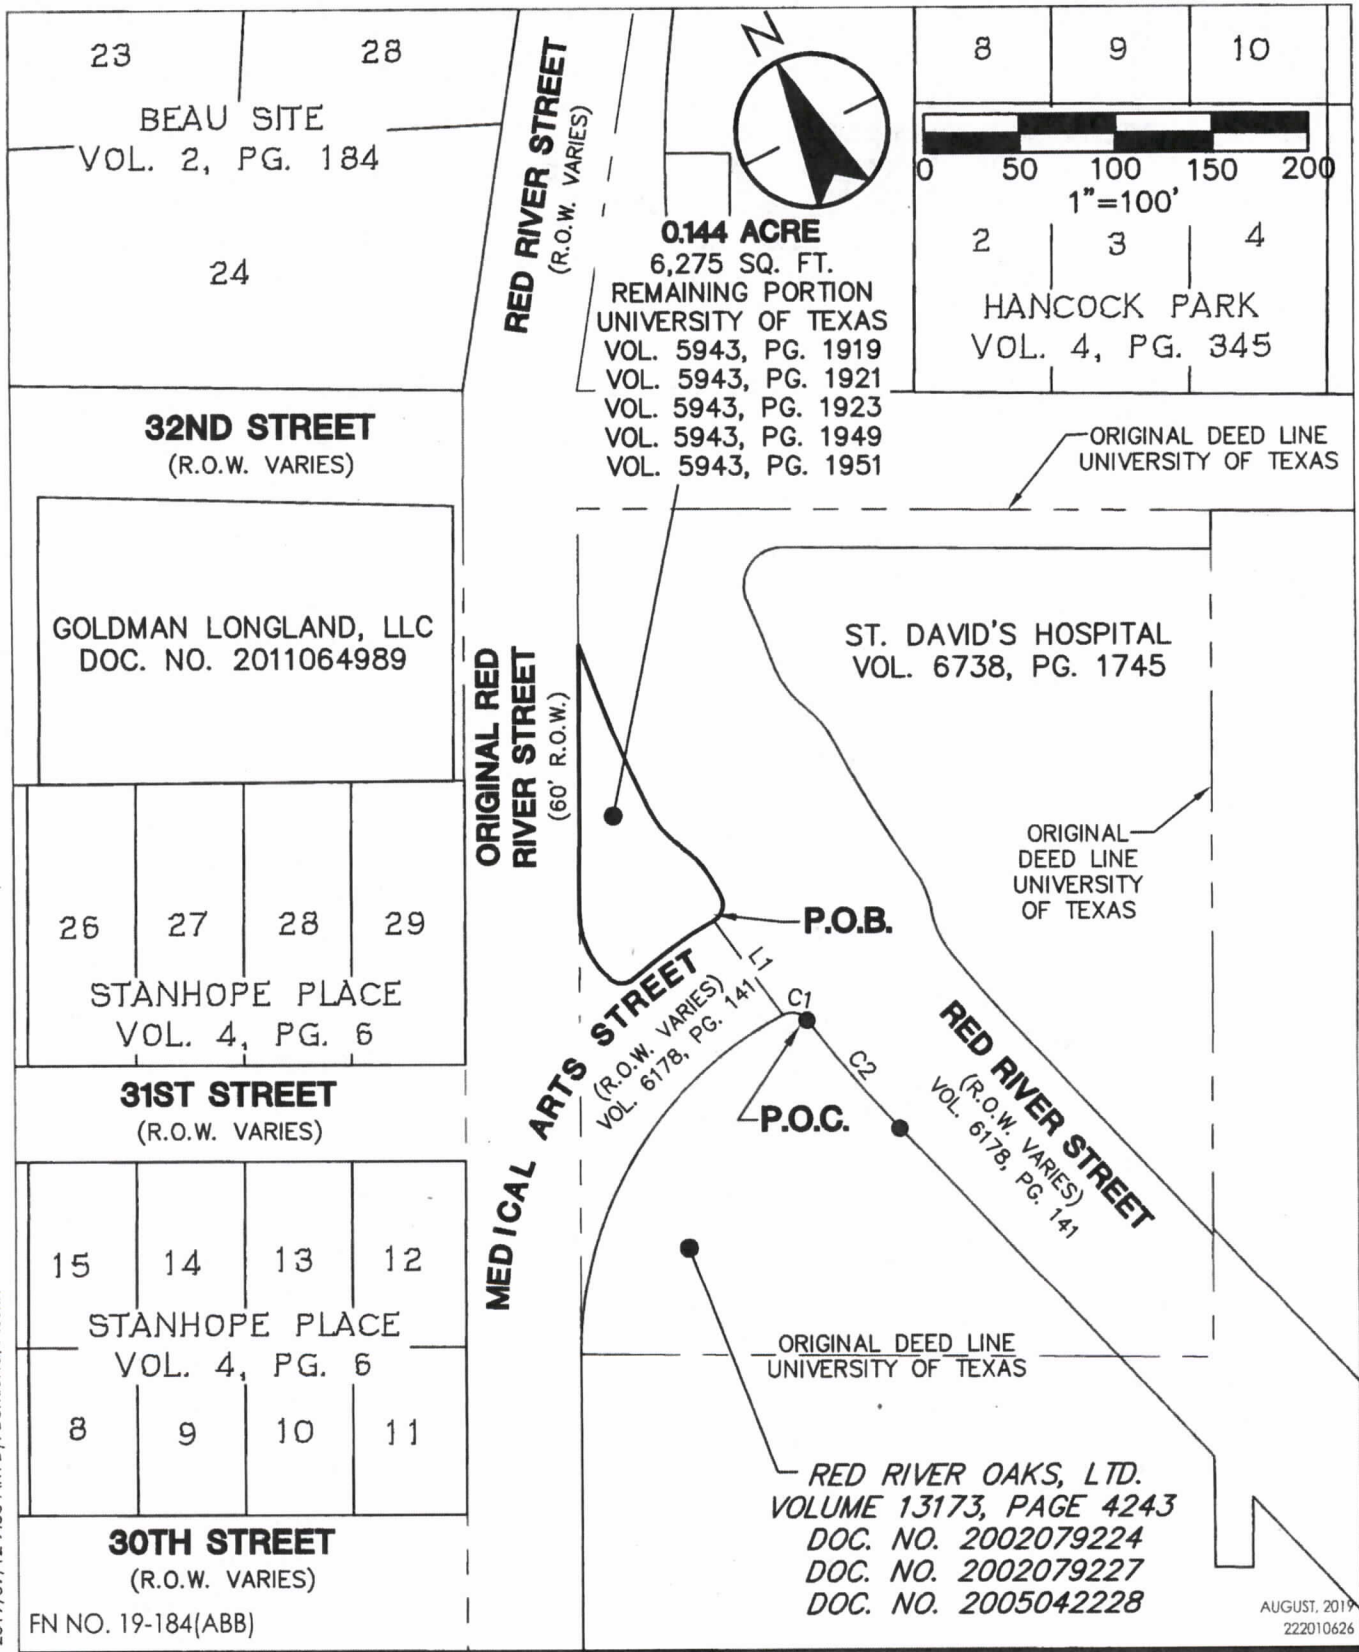 23
28
BEAU SITE
VOL. 2, PG. 184
24
RED RIVER STREET
(R.O.W. VARIES)
N
8
9
10
0 50 100 150 200
1"=100'
2
3
4
HANCOCK PARK
VOL. 4, PG. 345
0.144 ACRE
6,275 SQ. FT.
REMAINING PORTION
UNIVERSITY OF TEXAS
VOL. 5943, PG. 1919
VOL. 5943, PG. 1921
VOL. 5943, PG. 1923
VOL. 5943, PG. 1949
VOL. 5943, PG. 1951
32ND STREET
(R.O.W. VARIES)
ORIGINAL DEED LINE
UNIVERSITY OF TEXAS
GOLDMAN LONGLAND, LLC
DOC. NO. 2011064989
ORIGINAL RED
RIVER STREET
(60' R.O.W.)
ST. DAVID'S HOSPITAL
VOL. 6738, PG. 1745
ORIGINAL
DEED LINE
UNIVERSITY
OF TEXAS
26
27
28
29
STANHOPE PLACE
VOL. 4, PG. 6
P.O.B.
L1
C1
C2
P.O.C.
MEDICAL ARTS STREET
(R.O.W. VARIES)
VOL. 6178, PG. 141
RED RIVER STREET
(R.O.W. VARIES)
VOL. 6178, PG. 141
31ST STREET
(R.O.W. VARIES)
15
14
13
12
STANHOPE PLACE
VOL. 4, PG. 6
8
9
10
11
ORIGINAL DEED LINE
UNIVERSITY OF TEXAS
RED RIVER OAKS, LTD.
VOLUME 13173, PAGE 4243
DOC. NO. 2002079224
DOC. NO. 2002079227
DOC. NO. 2005042228
30TH STREET
(R.O.W. VARIES)
FN NO. 19-184(ABB)
AUGUST, 2019
222010626